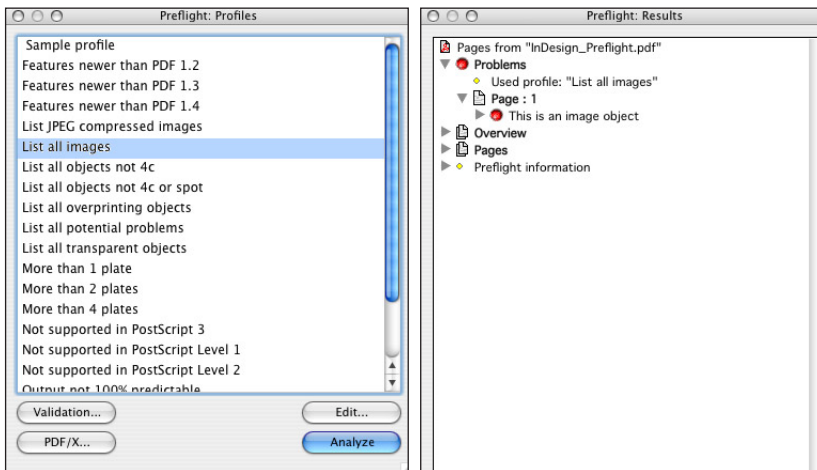 Preflight: Profiles
Sample profile
Features newer than PDF 1.2
Features newer than PDF 1.3
Features newer than PDF 1.4
List JPEG compressed images
List all images
List all objects not 4c
List all objects not 4c or spot
List all overprinting objects
List all potential problems
List all transparent objects
More than 1 plate
More than 2 plates
More than 4 plates
Not supported in PostScript 3
Not supported in PostScript Level 1
Not supported in PostScript Level 2
Output not 100% predictable
Validation...
Edit...
PDF/X...
Analyze
Preflight: Results
Pages from "InDesign_Preflight.pdf"
Problems
Used profile: "List all images"
Page : 1
This is an image object
Overview
Pages
Preflight information